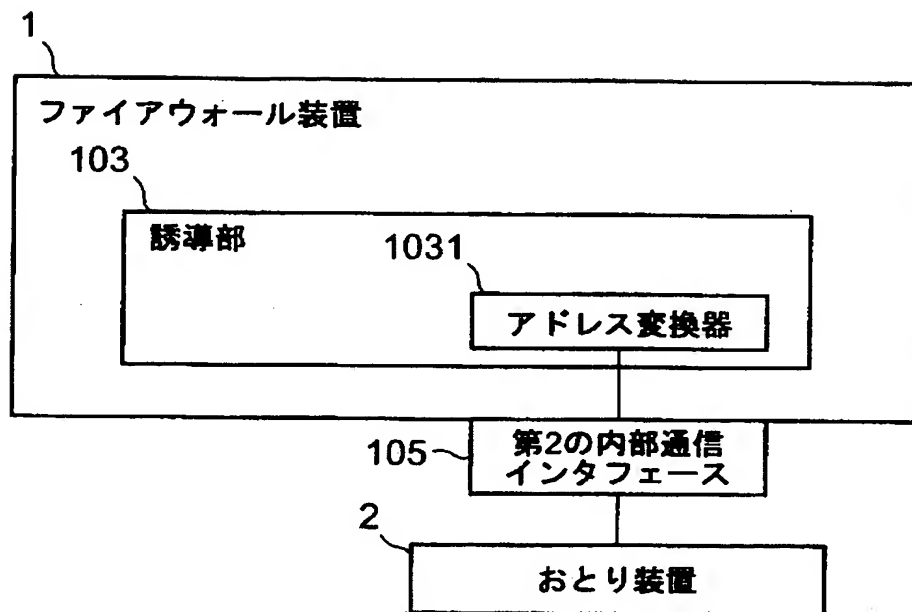 1
ファイアウォール装置
103
誘導部
1031
アドレス変換器
105
第2の内部通信
インタフェース
2
おとり装置